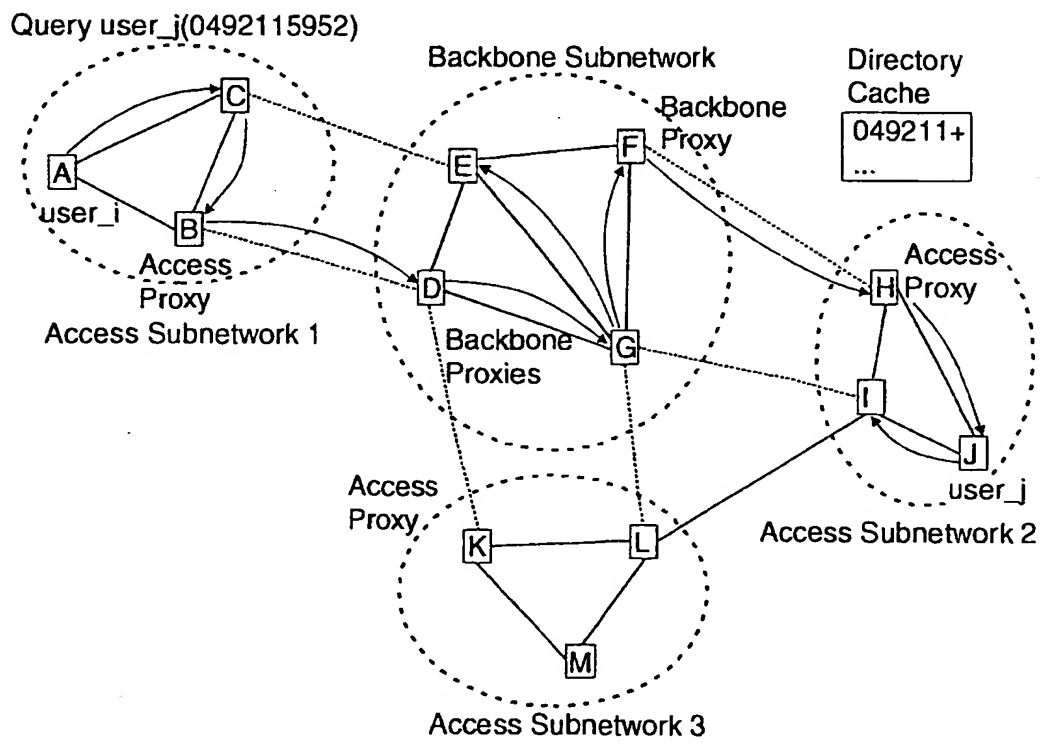 Query user_j(0492115952)
Backbone Subnetwork
Directory
Cache
049211+
...
C
Backbone
Proxy
F
E
A
user_i
B
Access
Proxy
Access Subnetwork 1
D
Backbone
Proxies
G
H
Access
Proxy
I
J
user_j
Access Subnetwork 2
Access
Proxy
K
L
M
Access Subnetwork 3